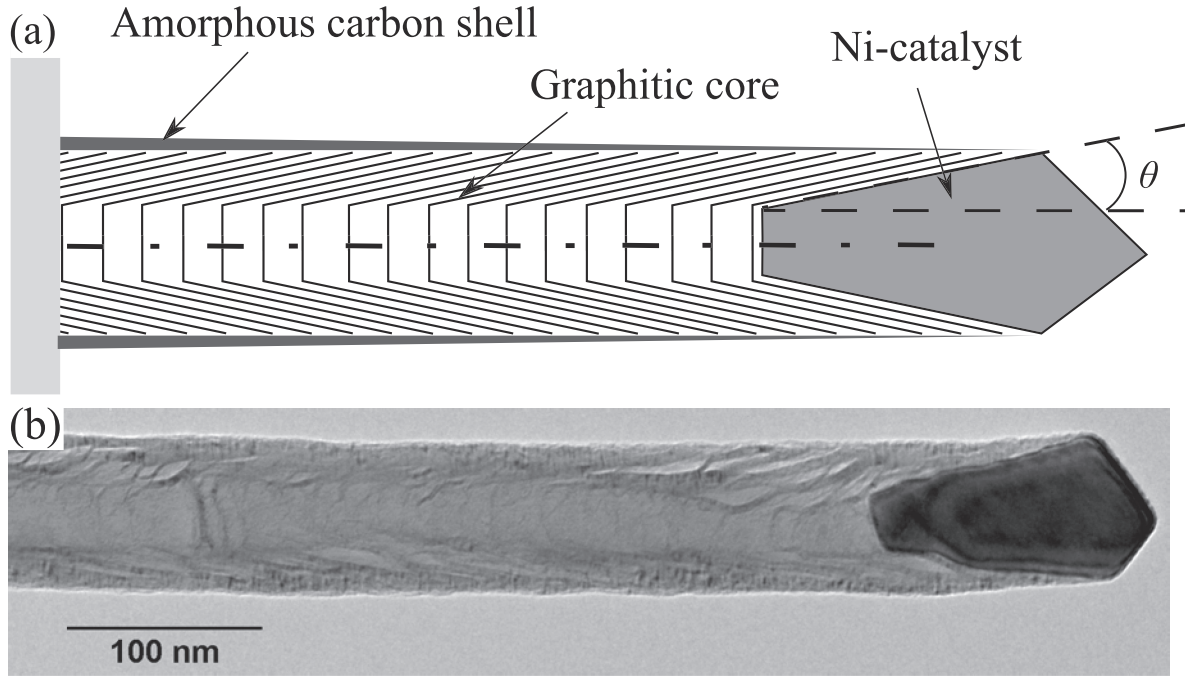 (a)
Amorphous carbon shell
Ni-catalyst
Graphitic core
θ
(b)
100 nm